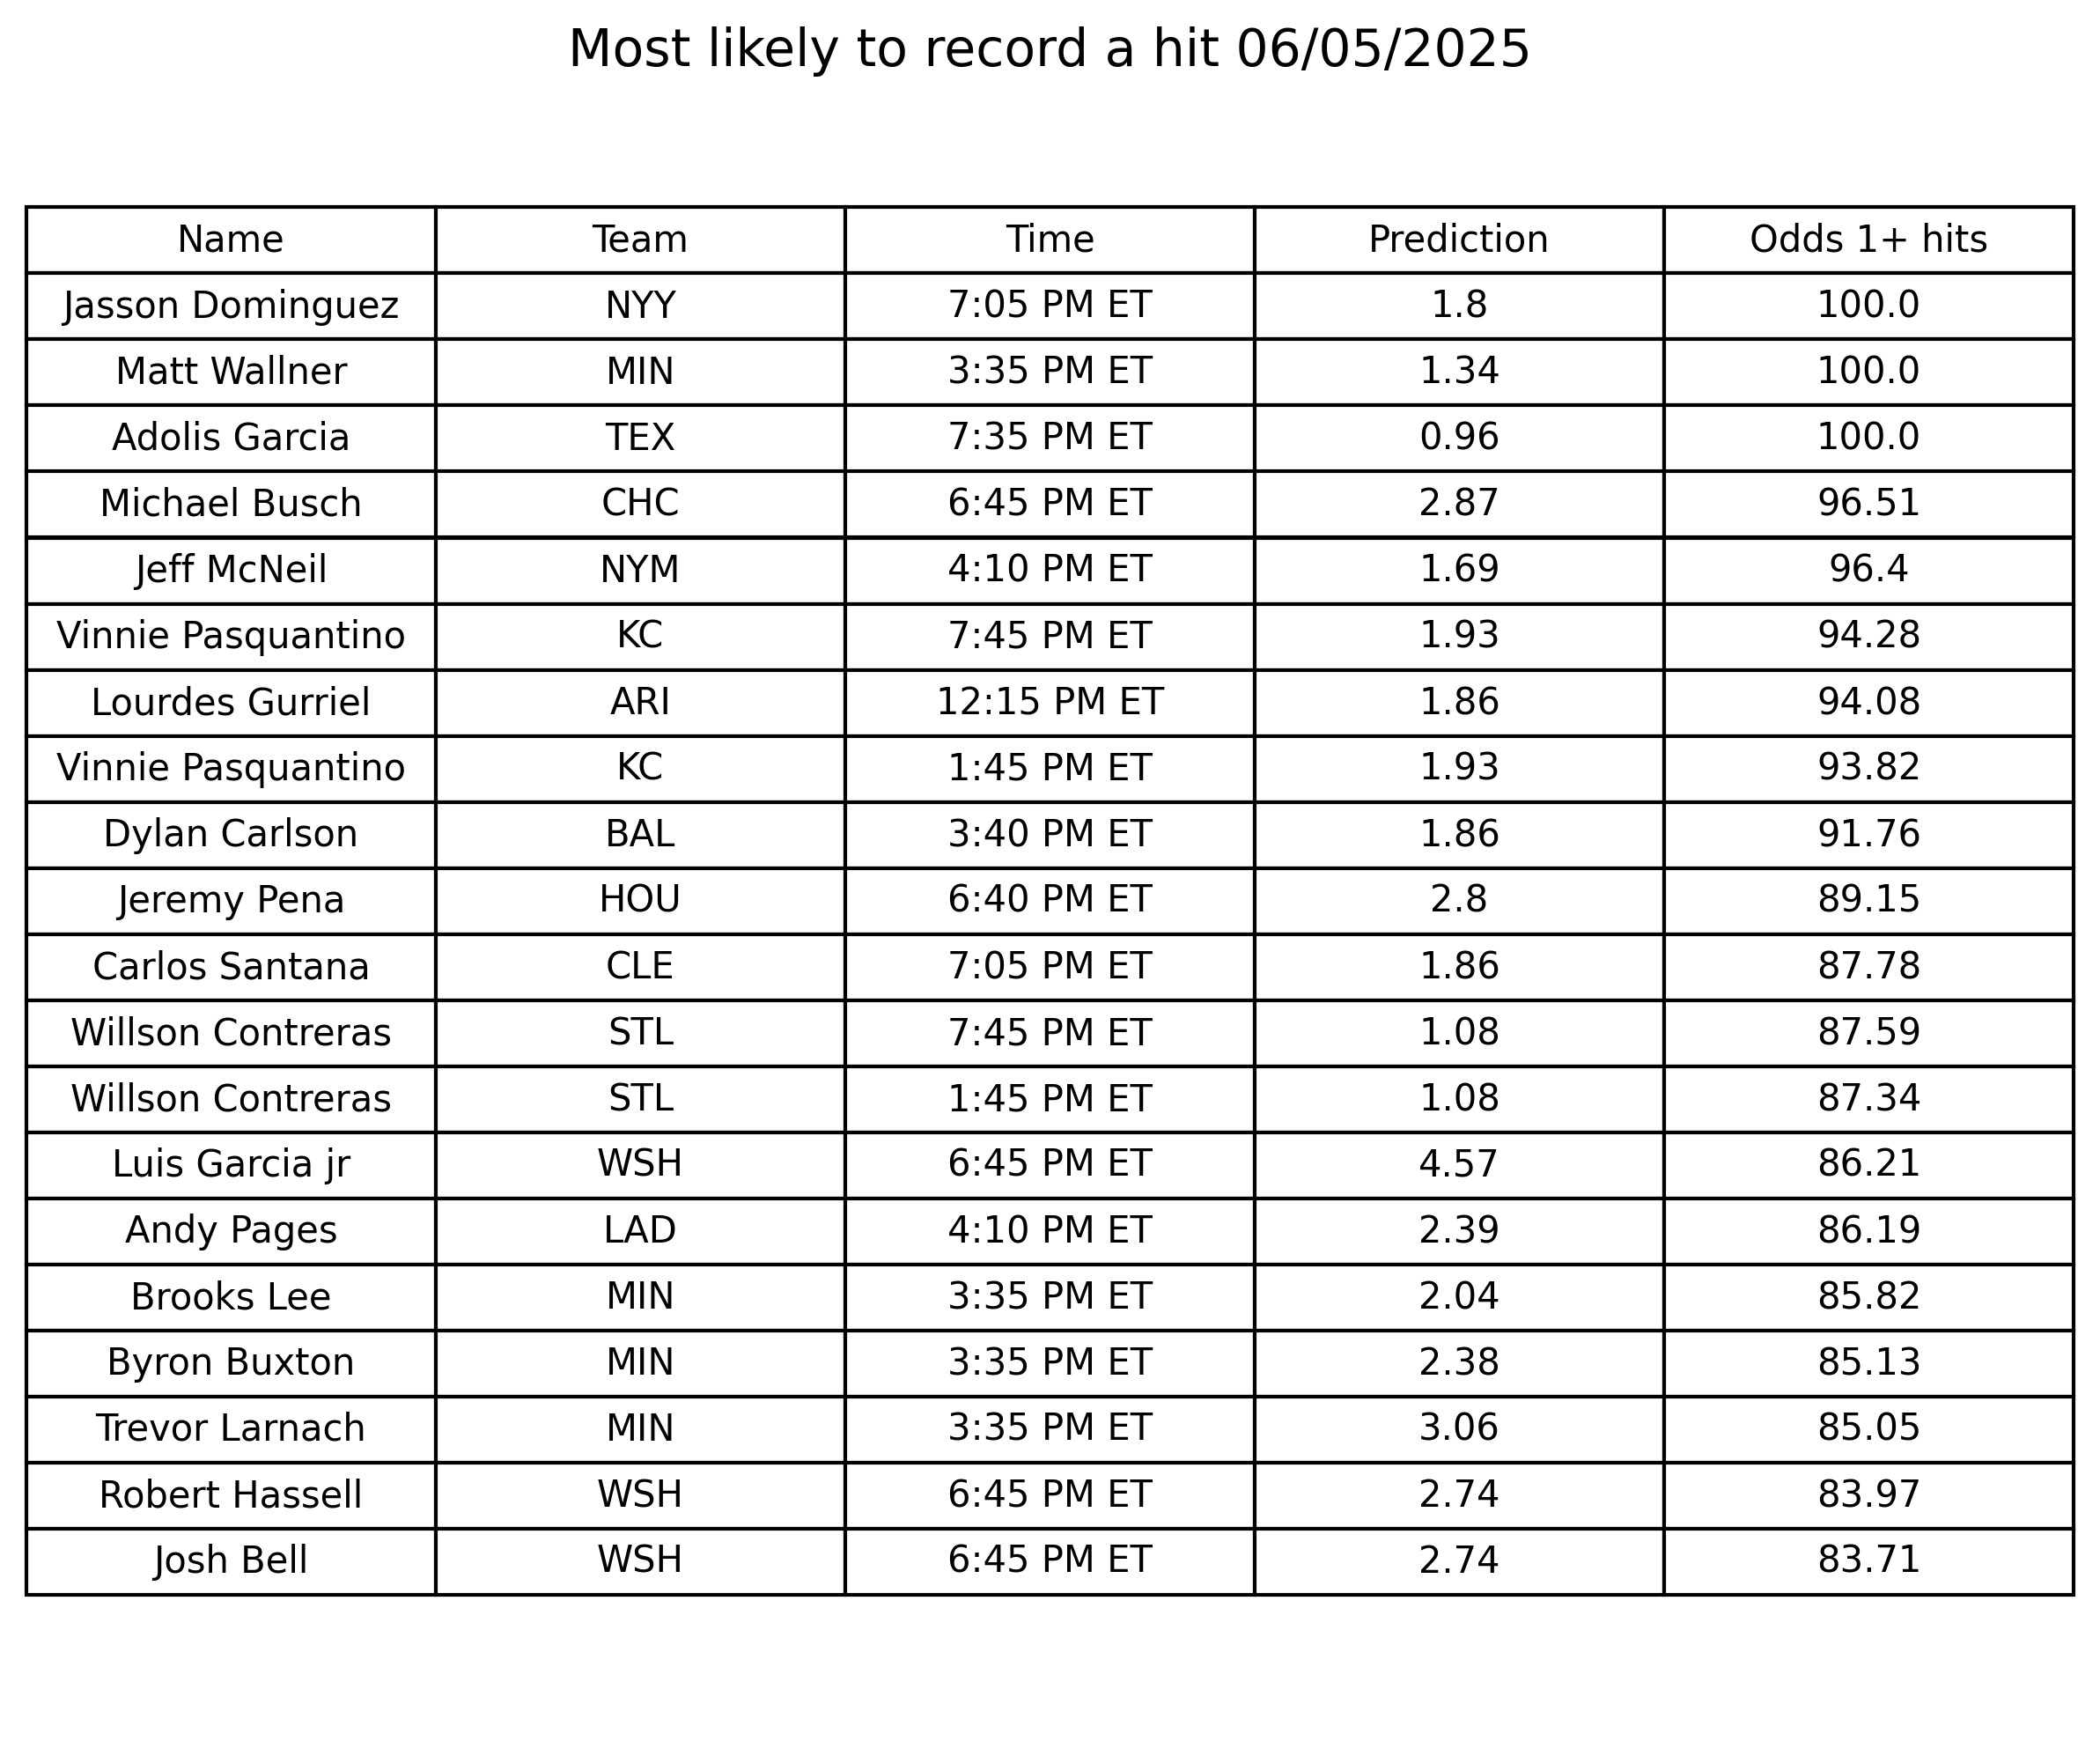 Most likely to record a hit 06/05/2025
Name Team Time Prediction Odds 1+ hits
Jasson Dominguez NYY 7:05 PM ET 1.8 100.0
Matt Wallner MIN 3:35 PM ET 1.34 100.0
Adolis Garcia TEX 7:35 PM ET 0.96 100.0
Michael Busch CHC 6:45 PM ET 2.87 96.51
Jeff McNeil NYM 4:10 PM ET 1.69 96.4
Vinnie Pasquantino KC 7:45 PM ET 1.93 94.28
Lourdes Gurriel ARI 12:15 PM ET 1.86 94.08
Vinnie Pasquantino KC 1:45 PM ET 1.93 93.82
Dylan Carlson BAL 3:40 PM ET 1.86 91.76
Jeremy Pena HOU 6:40 PM ET 2.8 89.15
Carlos Santana CLE 7:05 PM ET 1.86 87.78
Willson Contreras STL 7:45 PM ET 1.08 87.59
Willson Contreras STL 1:45 PM ET 1.08 87.34
Luis Garcia jr WSH 6:45 PM ET 4.57 86.21
Andy Pages LAD 4:10 PM ET 2.39 86.19
Brooks Lee MIN 3:35 PM ET 2.04 85.82
Byron Buxton MIN 3:35 PM ET 2.38 85.13
Trevor Larnach MIN 3:35 PM ET 3.06 85.05
Robert Hassell WSH 6:45 PM ET 2.74 83.97
Josh Bell WSH 6:45 PM ET 2.74 83.71